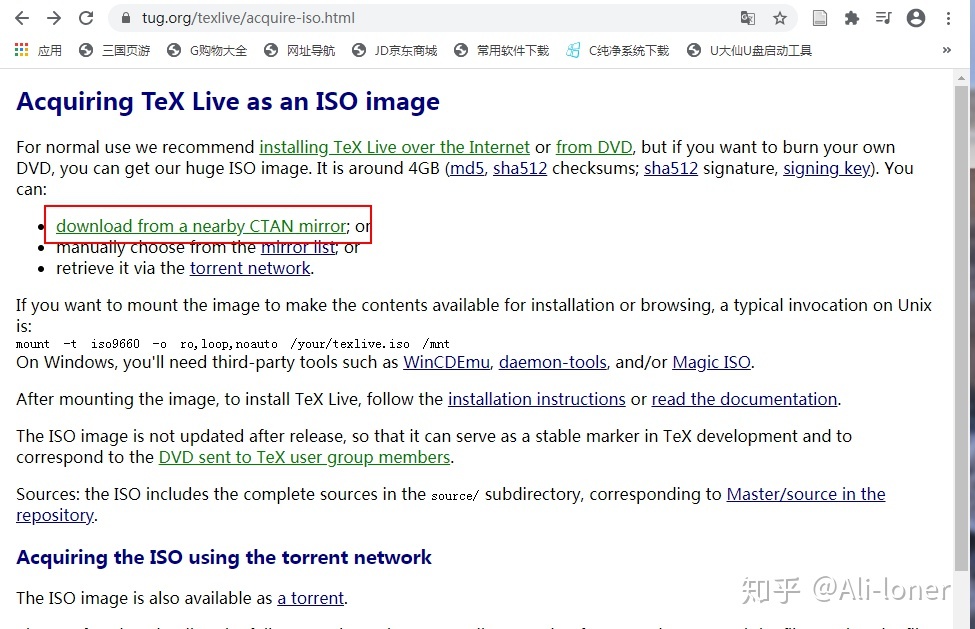 tug.org/texlive/acquire-iso.html
应用 三国页游 G购物大全 网址导航 JD京东商城 常用软件下载 C纯净系统下载 U大仙U盘启动工具 »
Acquiring TeX Live as an ISO image
For normal use we recommend installing TeX Live over the Internet or from DVD, but if you want to burn your own
DVD, you can get our huge ISO image. It is around 4GB (md5, sha512 checksums; sha512 signature, signing key). You
can:
• download from a nearby CTAN mirror; or
• manually choose from the mirror list; or
• retrieve it via the torrent network.
If you want to mount the image to make the contents available for installation or browsing, a typical invocation on Unix
is:
mount -t iso9660 -o ro,loop,noauto /your/texlive.iso /mnt
On Windows, you'll need third-party tools such as WinCDEmu, daemon-tools, and/or Magic ISO.
After mounting the image, to install TeX Live, follow the installation instructions or read the documentation.
The ISO image is not updated after release, so that it can serve as a stable marker in TeX development and to
correspond to the DVD sent to TeX user group members.
Sources: the ISO includes the complete sources in the source/ subdirectory, corresponding to Master/source in the
repository.
Acquiring the ISO using the torrent network
The ISO image is also available as a torrent.
知乎 @Ali-loner